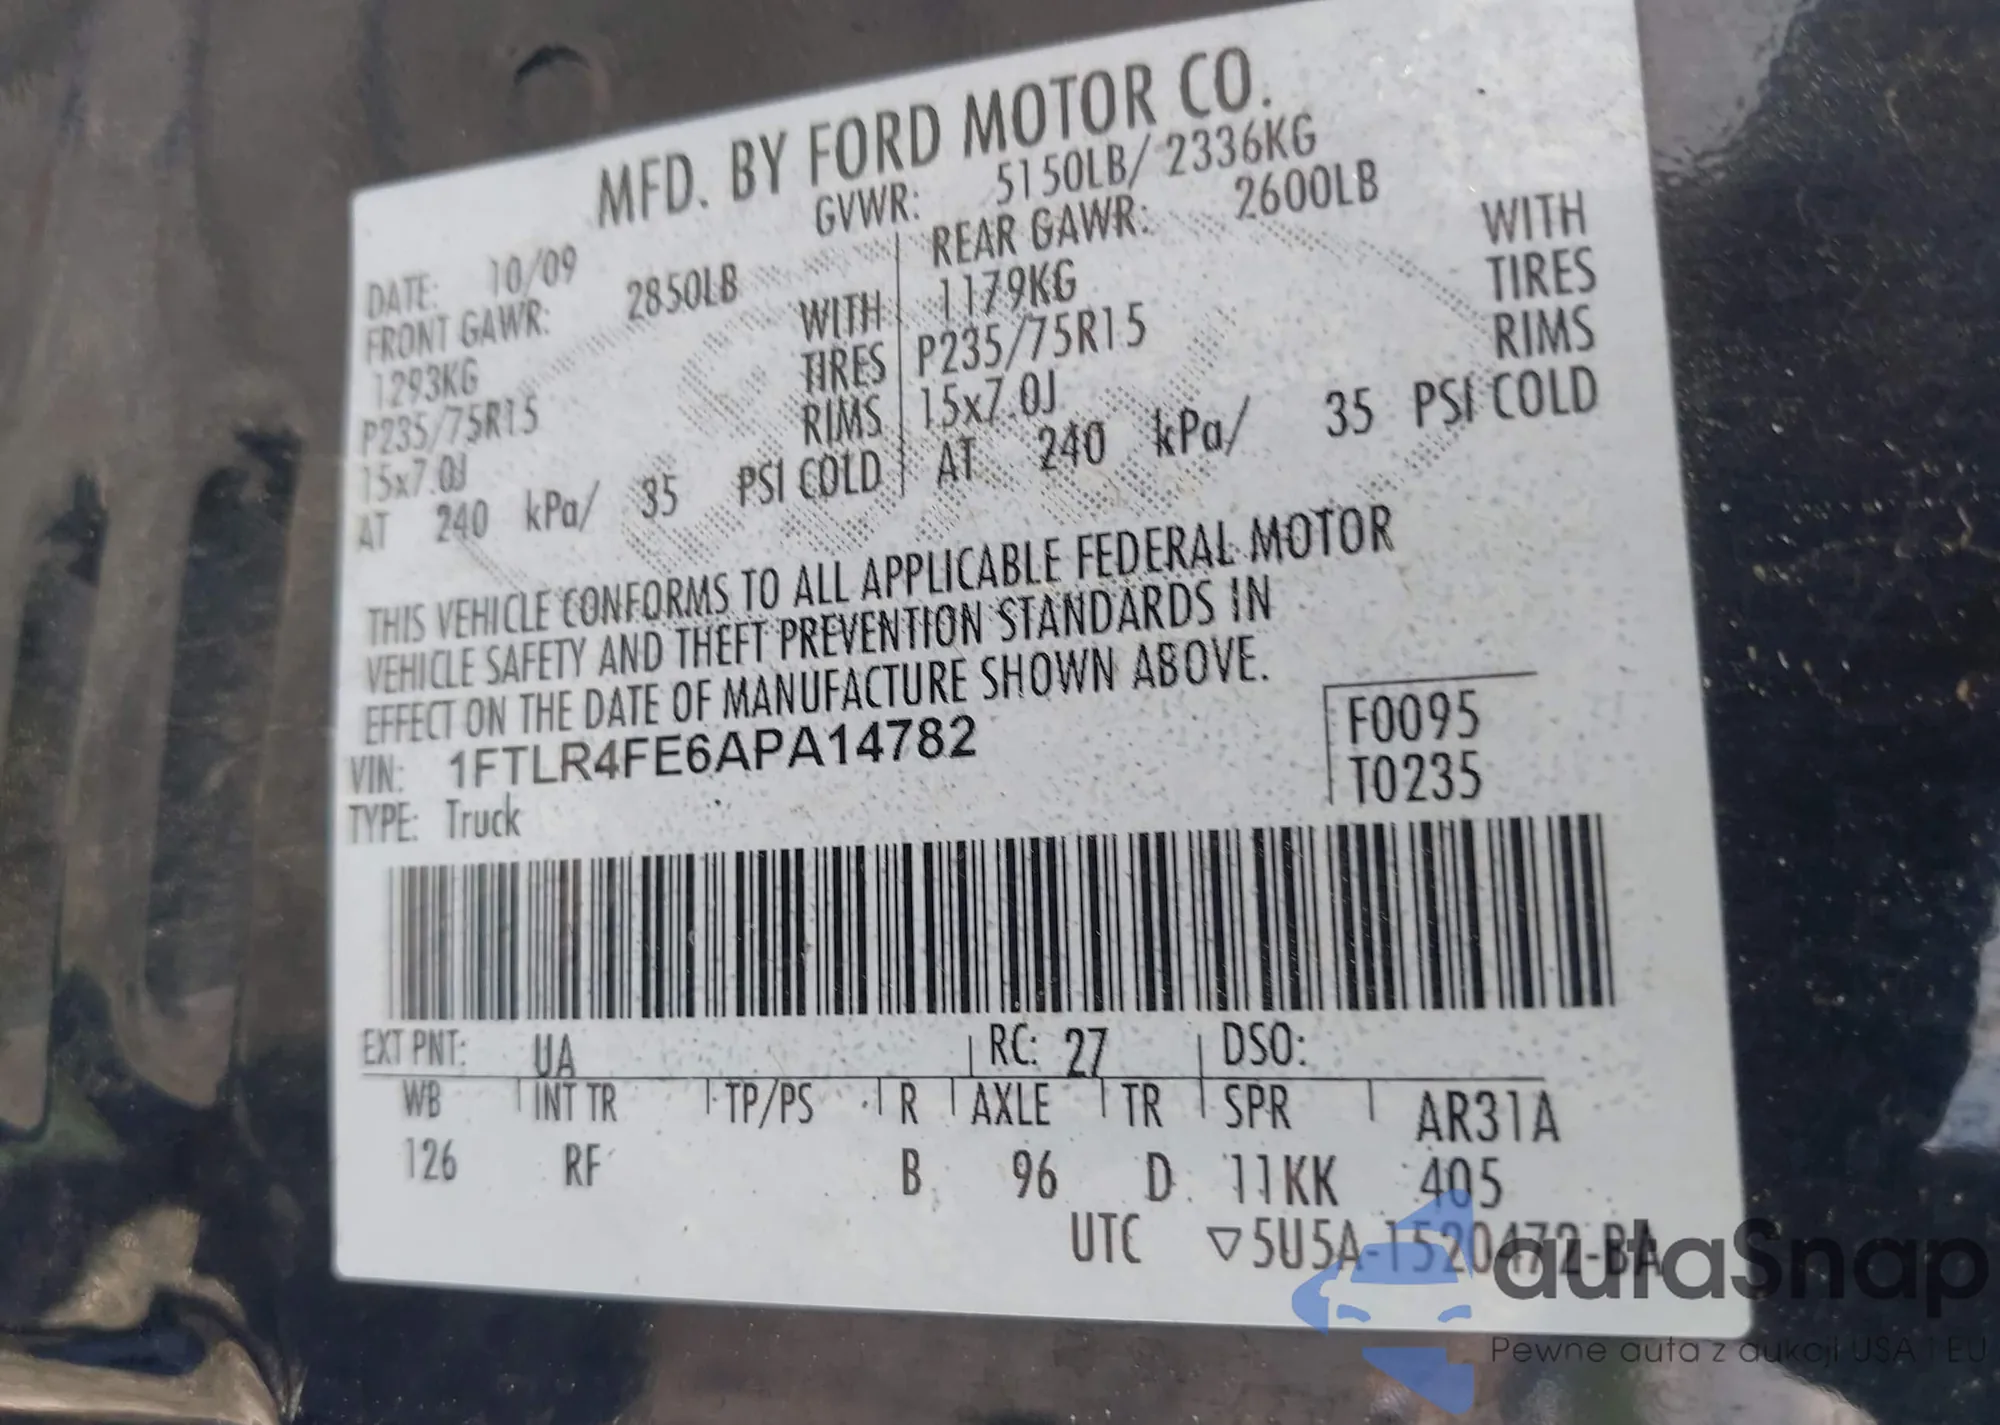 MFD. BY FORD MOTOR CO.
DATE: 10/09 GVWR: 5150LB/ 2336KG
FRONT GAWR: 2850LB REAR GAWR: 2600LB
1293KG WITH 1179KG WITH
P235/75R15 TIRES P235/75R15 TIRES
15x7.0J RIMS 15x7.0J RIMS
AT 240 kPa/ 35 PSI COLD AT 240 kPa/ 35 PSI COLD
THIS VEHICLE CONFORMS TO ALL APPLICABLE FEDERAL MOTOR
VEHICLE SAFETY AND THEFT PREVENTION STANDARDS IN
EFFECT ON THE DATE OF MANUFACTURE SHOWN ABOVE.
VIN: 1FTLR4FE6APA14782 F0095
TYPE: Truck T0235
EXT PNT: UA RC: 27 DSO:
WB INT TR TP/PS R AXLE TR SPR AR31A
126 RF B 96 D 11KK 405
UTC ▽5U5A-1520472-BA
autaSnap
Pewne auta z aukcji USA i EU